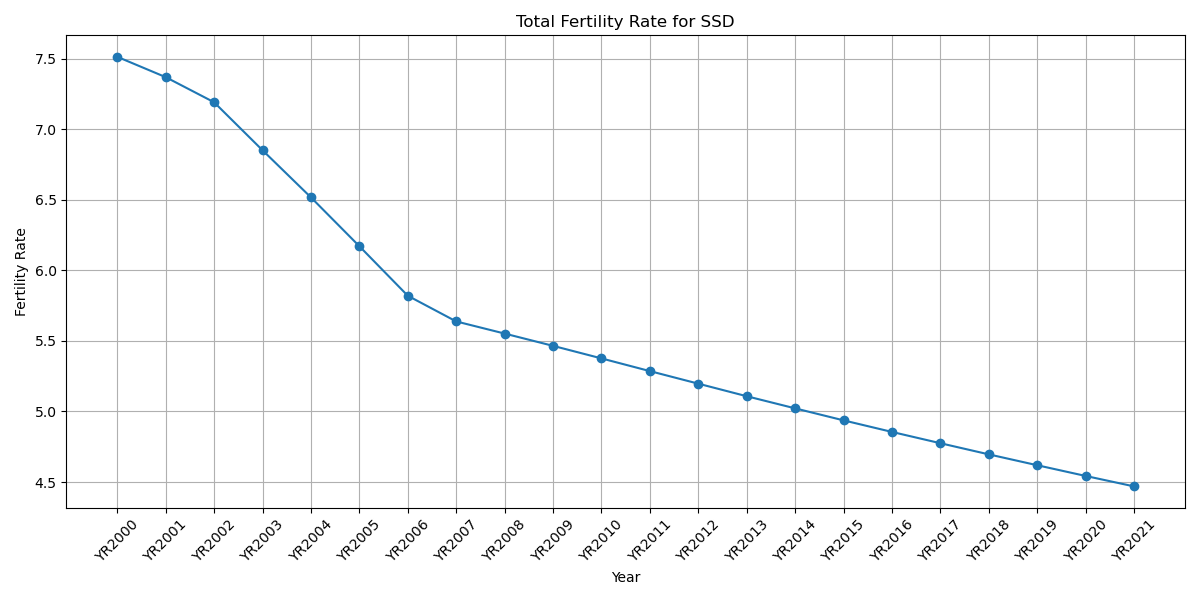 Total Fertility Rate for SSD
Fertility Rate
7.5
7.0
6.5
6.0
5.5
5.0
4.5
YR2000
YR2001
YR2002
YR2003
YR2004
YR2005
YR2006
YR2007
YR2008
YR2009
YR2010
YR2011
YR2012
YR2013
YR2014
YR2015
YR2016
YR2017
YR2018
YR2019
YR2020
YR2021
Year